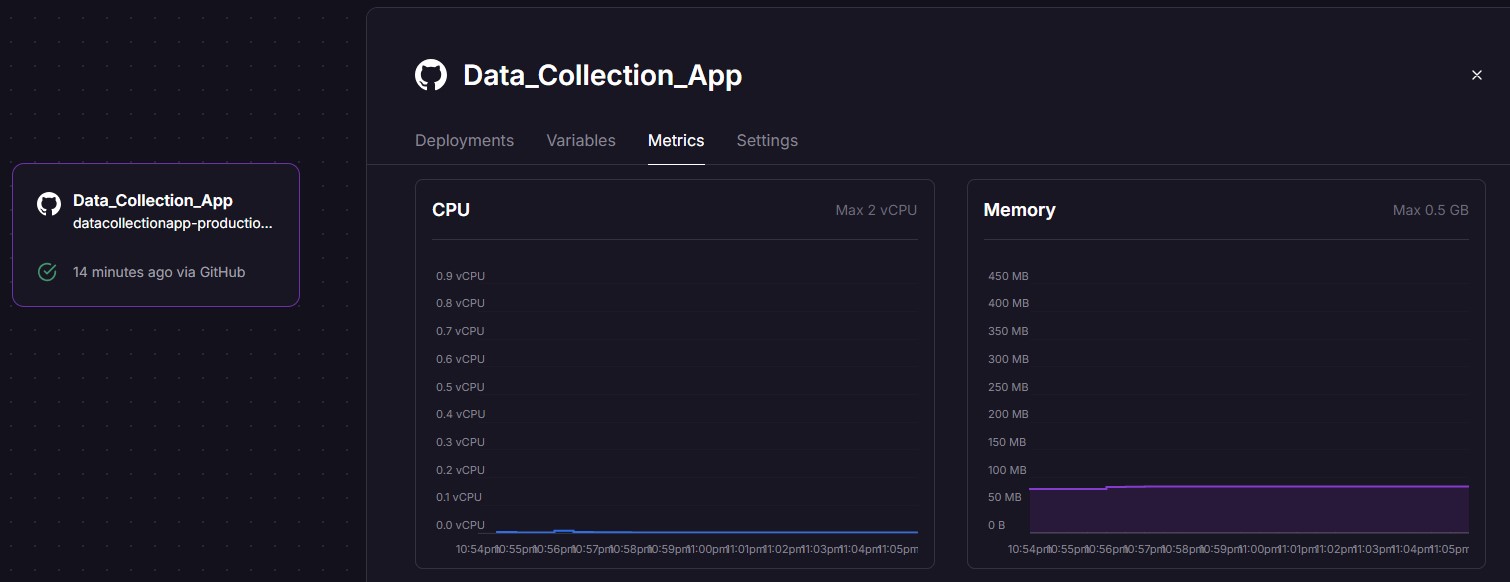 Data_Collection_App
datacollectionapp-productio...
14 minutes ago via GitHub
Data_Collection_App
Deployments Variables Metrics Settings
CPU Max 2 vCPU
0.9 vCPU
0.8 vCPU
0.7 vCPU
0.6 vCPU
0.5 vCPU
0.4 vCPU
0.3 vCPU
0.2 vCPU
0.1 vCPU
0.0 vCPU
10:54pm 10:55pm 10:56pm 10:57pm 10:58pm 10:59pm 11:00pm 11:01pm 11:02pm 11:03pm 11:04pm 11:05pm
Memory Max 0.5 GB
450 MB
400 MB
350 MB
300 MB
250 MB
200 MB
150 MB
100 MB
50 MB
0 B
10:54pm 10:55pm 10:56pm 10:57pm 10:58pm 10:59pm 11:00pm 11:01pm 11:02pm 11:03pm 11:04pm 11:05pm